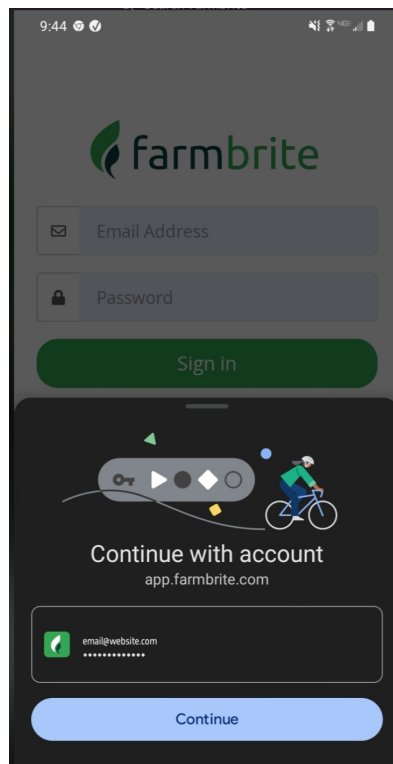 9:44
farmbrite
Email Address
Password
Sign in
Continue with account
app.farmbrite.com
email@website.com
•••••••••••••
Continue